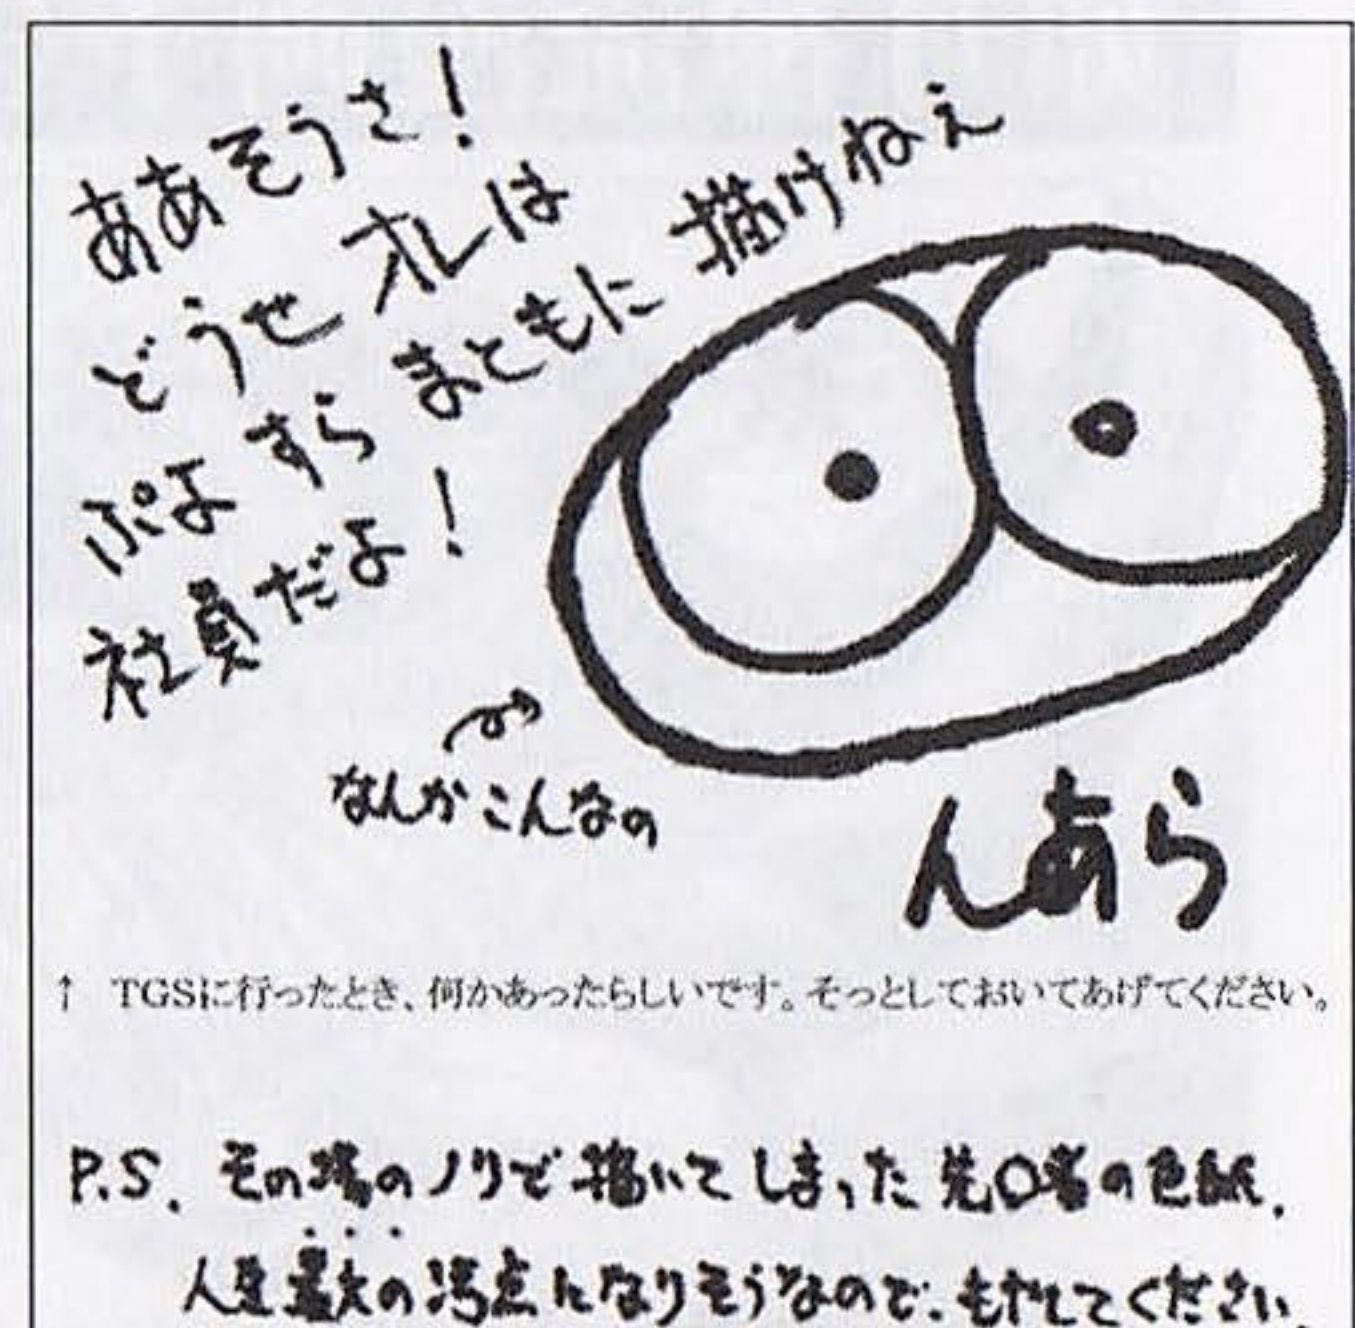 ああそうさ！
どうせオレは
ぷよすらまともに描けねえ
社員だよ！
なんかこんなの
んあら
↑　TGSに行ったとき、何かあったらしいです。そっとしておいてあげてください。
P.S. その場のノリで描いてしまった先〇者の色紙.
人生最大の汚点になりそうなので、もやしてください.